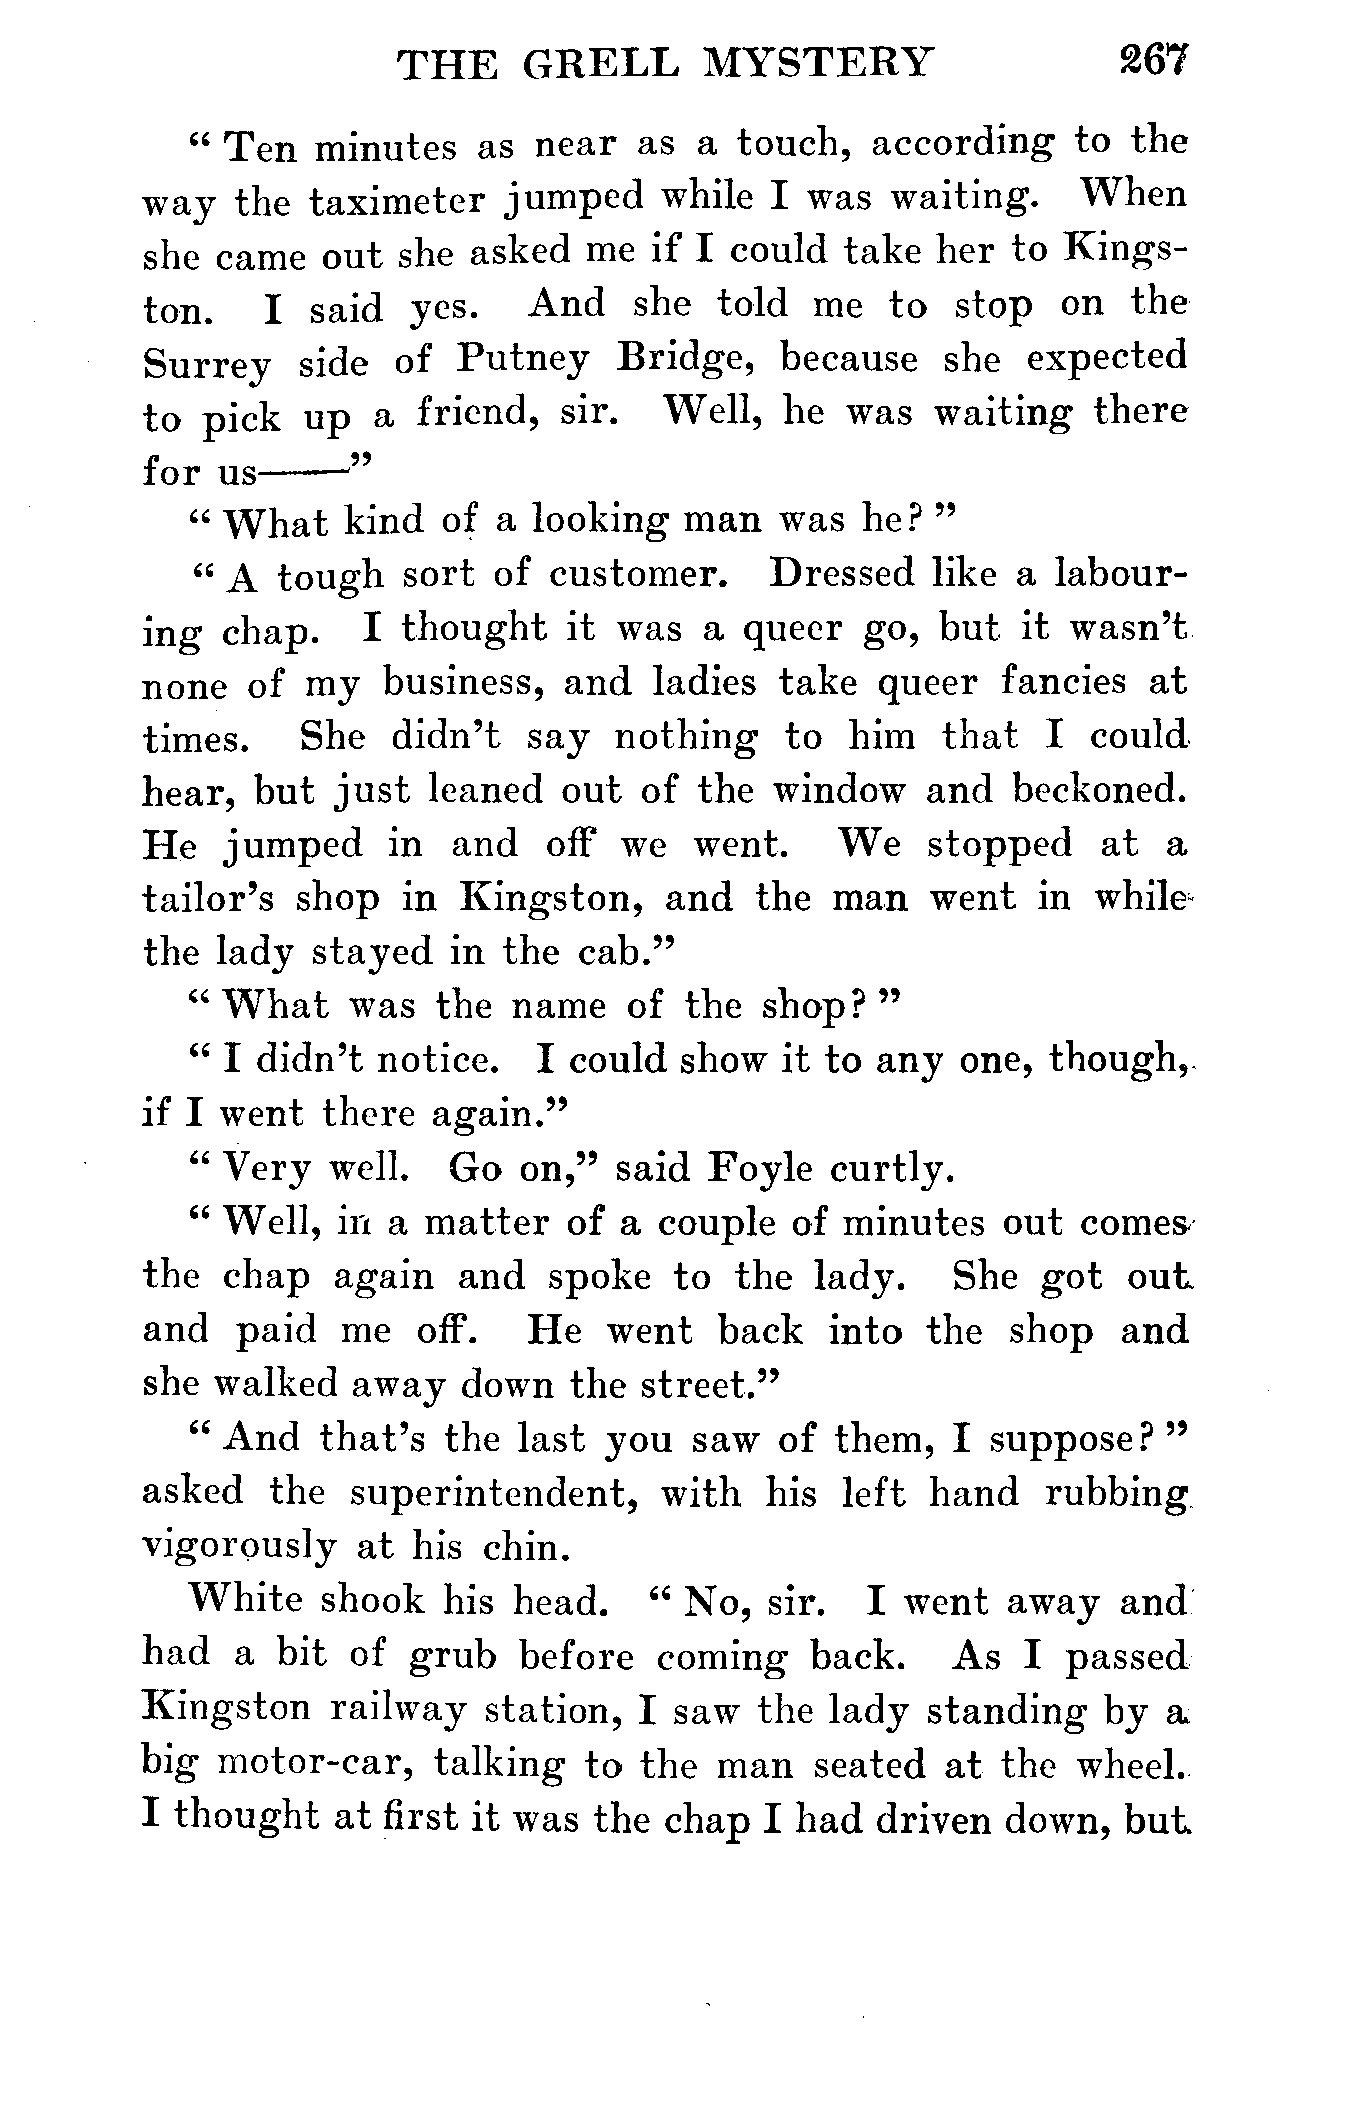 THE GRELL MYSTERY 267
“ Ten minutes as near as a touch, according to the
way the taximeter jumped while I was waiting. When
she came out she asked me if I could take her to Kings-
ton. I said yes. And she told me to stop on the
Surrey side of Putney Bridge, because she expected
to pick up a friend, sir. Well, he was waiting there
for us——”
“ What kind of a looking man was he? ”
“ A tough sort of customer. Dressed like a labour-
ing chap. I thought it was a queer go, but it wasn’t
none of my business, and ladies take queer fancies at
times. She didn’t say nothing to him that I could
hear, but just leaned out of the window and beckoned.
He jumped in and off we went. We stopped at a
tailor’s shop in Kingston, and the man went in while
the lady stayed in the cab.”
“ What was the name of the shop? ”
“ I didn’t notice. I could show it to any one, though,
if I went there again.”
“ Very well. Go on,” said Foyle curtly.
“ Well, in a matter of a couple of minutes out comes
the chap again and spoke to the lady. She got out
and paid me off. He went back into the shop and
she walked away down the street.”
“ And that’s the last you saw of them, I suppose? ”
asked the superintendent, with his left hand rubbing
vigorously at his chin.
White shook his head. “ No, sir. I went away and
had a bit of grub before coming back. As I passed
Kingston railway station, I saw the lady standing by a
big motor-car, talking to the man seated at the wheel.
I thought at first it was the chap I had driven down, but